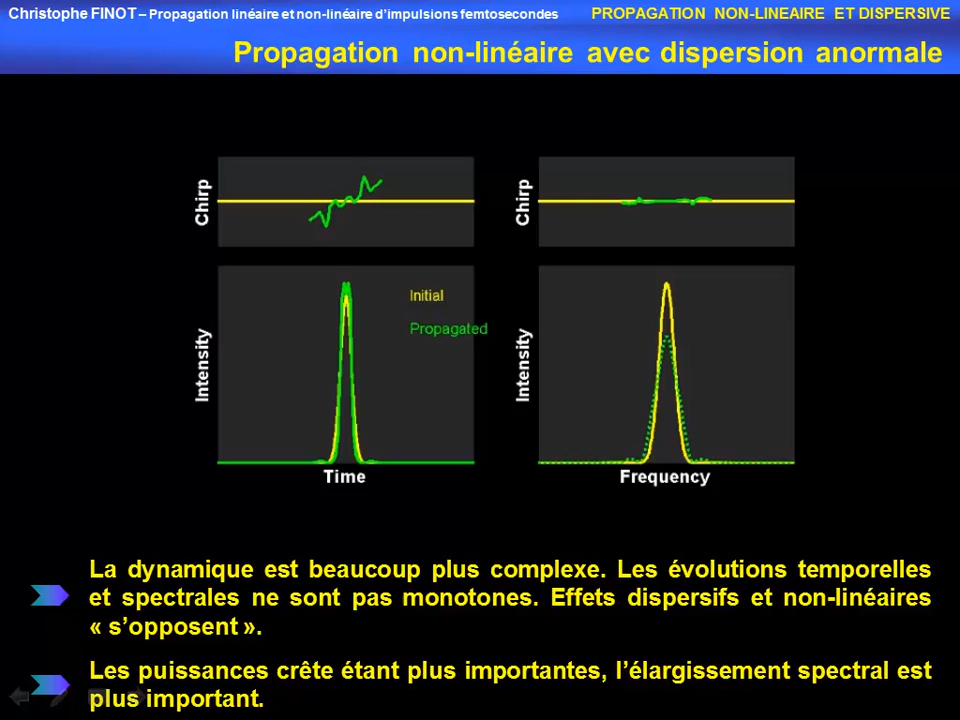 Christophe FINOT – Propagation linéaire et non-linéaire d’impulsions femtosecondes PROPAGATION NON-LINEAIRE ET DISPERSIVE
Propagation non-linéaire avec dispersion anormale
Chirp
Chirp
Initial
Propagated
Intensity
Intensity
Time
Frequency
La dynamique est beaucoup plus complexe. Les évolutions temporelles
et spectrales ne sont pas monotones. Effets dispersifs et non-linéaires
« s’opposent ».
Les puissances crête étant plus importantes, l’élargissement spectral est
plus important.